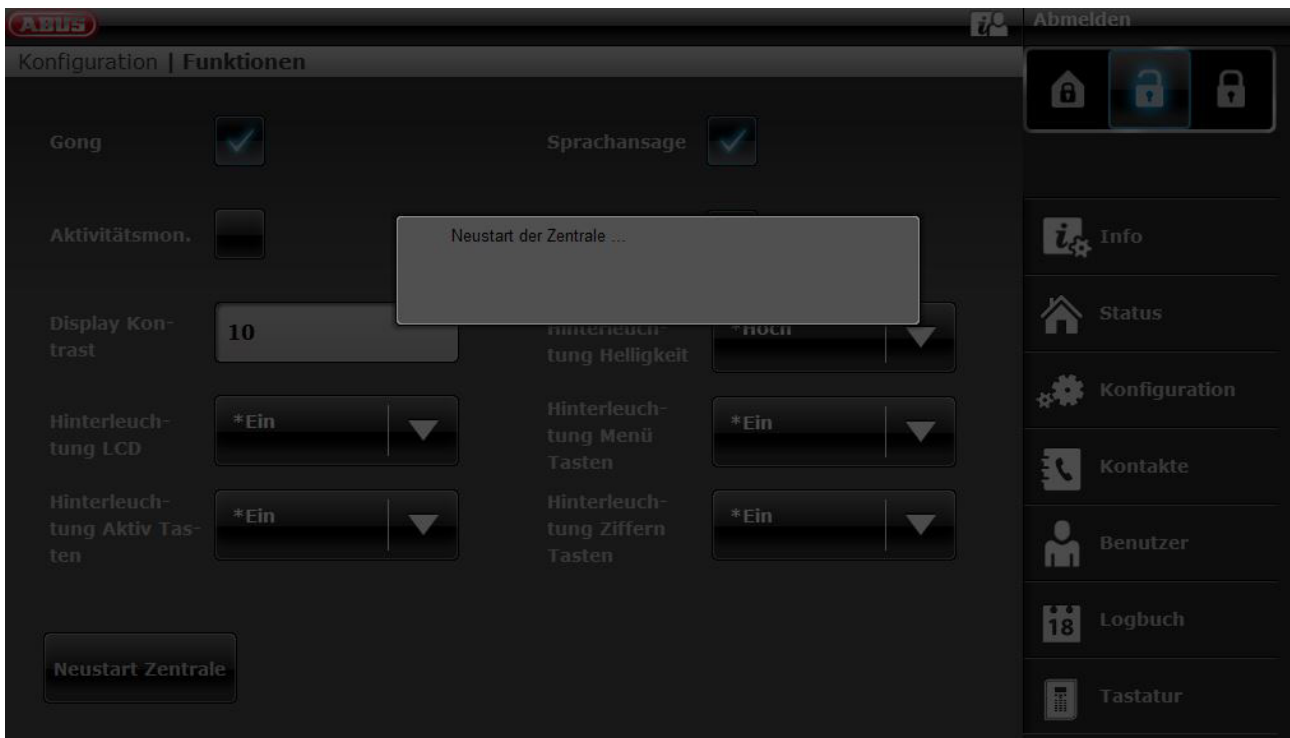 ABUS
Abmelden
Konfiguration | Funktionen
Gong
Sprachansage
Aktivitätsmon.
Neustart der Zentrale ...
Display Kon-
trast
10
Hinterleuch-
tung Helligkeit
*Hoch
Hinterleuch-
tung LCD
*Ein
Hinterleuch-
tung Menü
Tasten
*Ein
Hinterleuch-
tung Aktiv Tas-
ten
*Ein
Hinterleuch-
tung Ziffern
Tasten
*Ein
Neustart Zentrale
Info
Status
Konfiguration
Kontakte
Benutzer
18
Logbuch
Tastatur